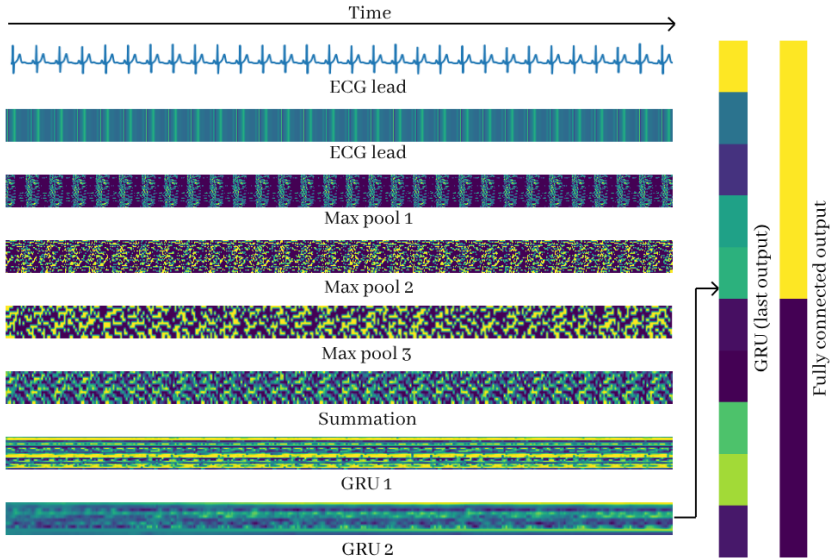 Time
ECG lead
ECG lead
Max pool 1
Max pool 2
Max pool 3
Summation
GRU 1
GRU 2
GRU (last output)
Fully connected output